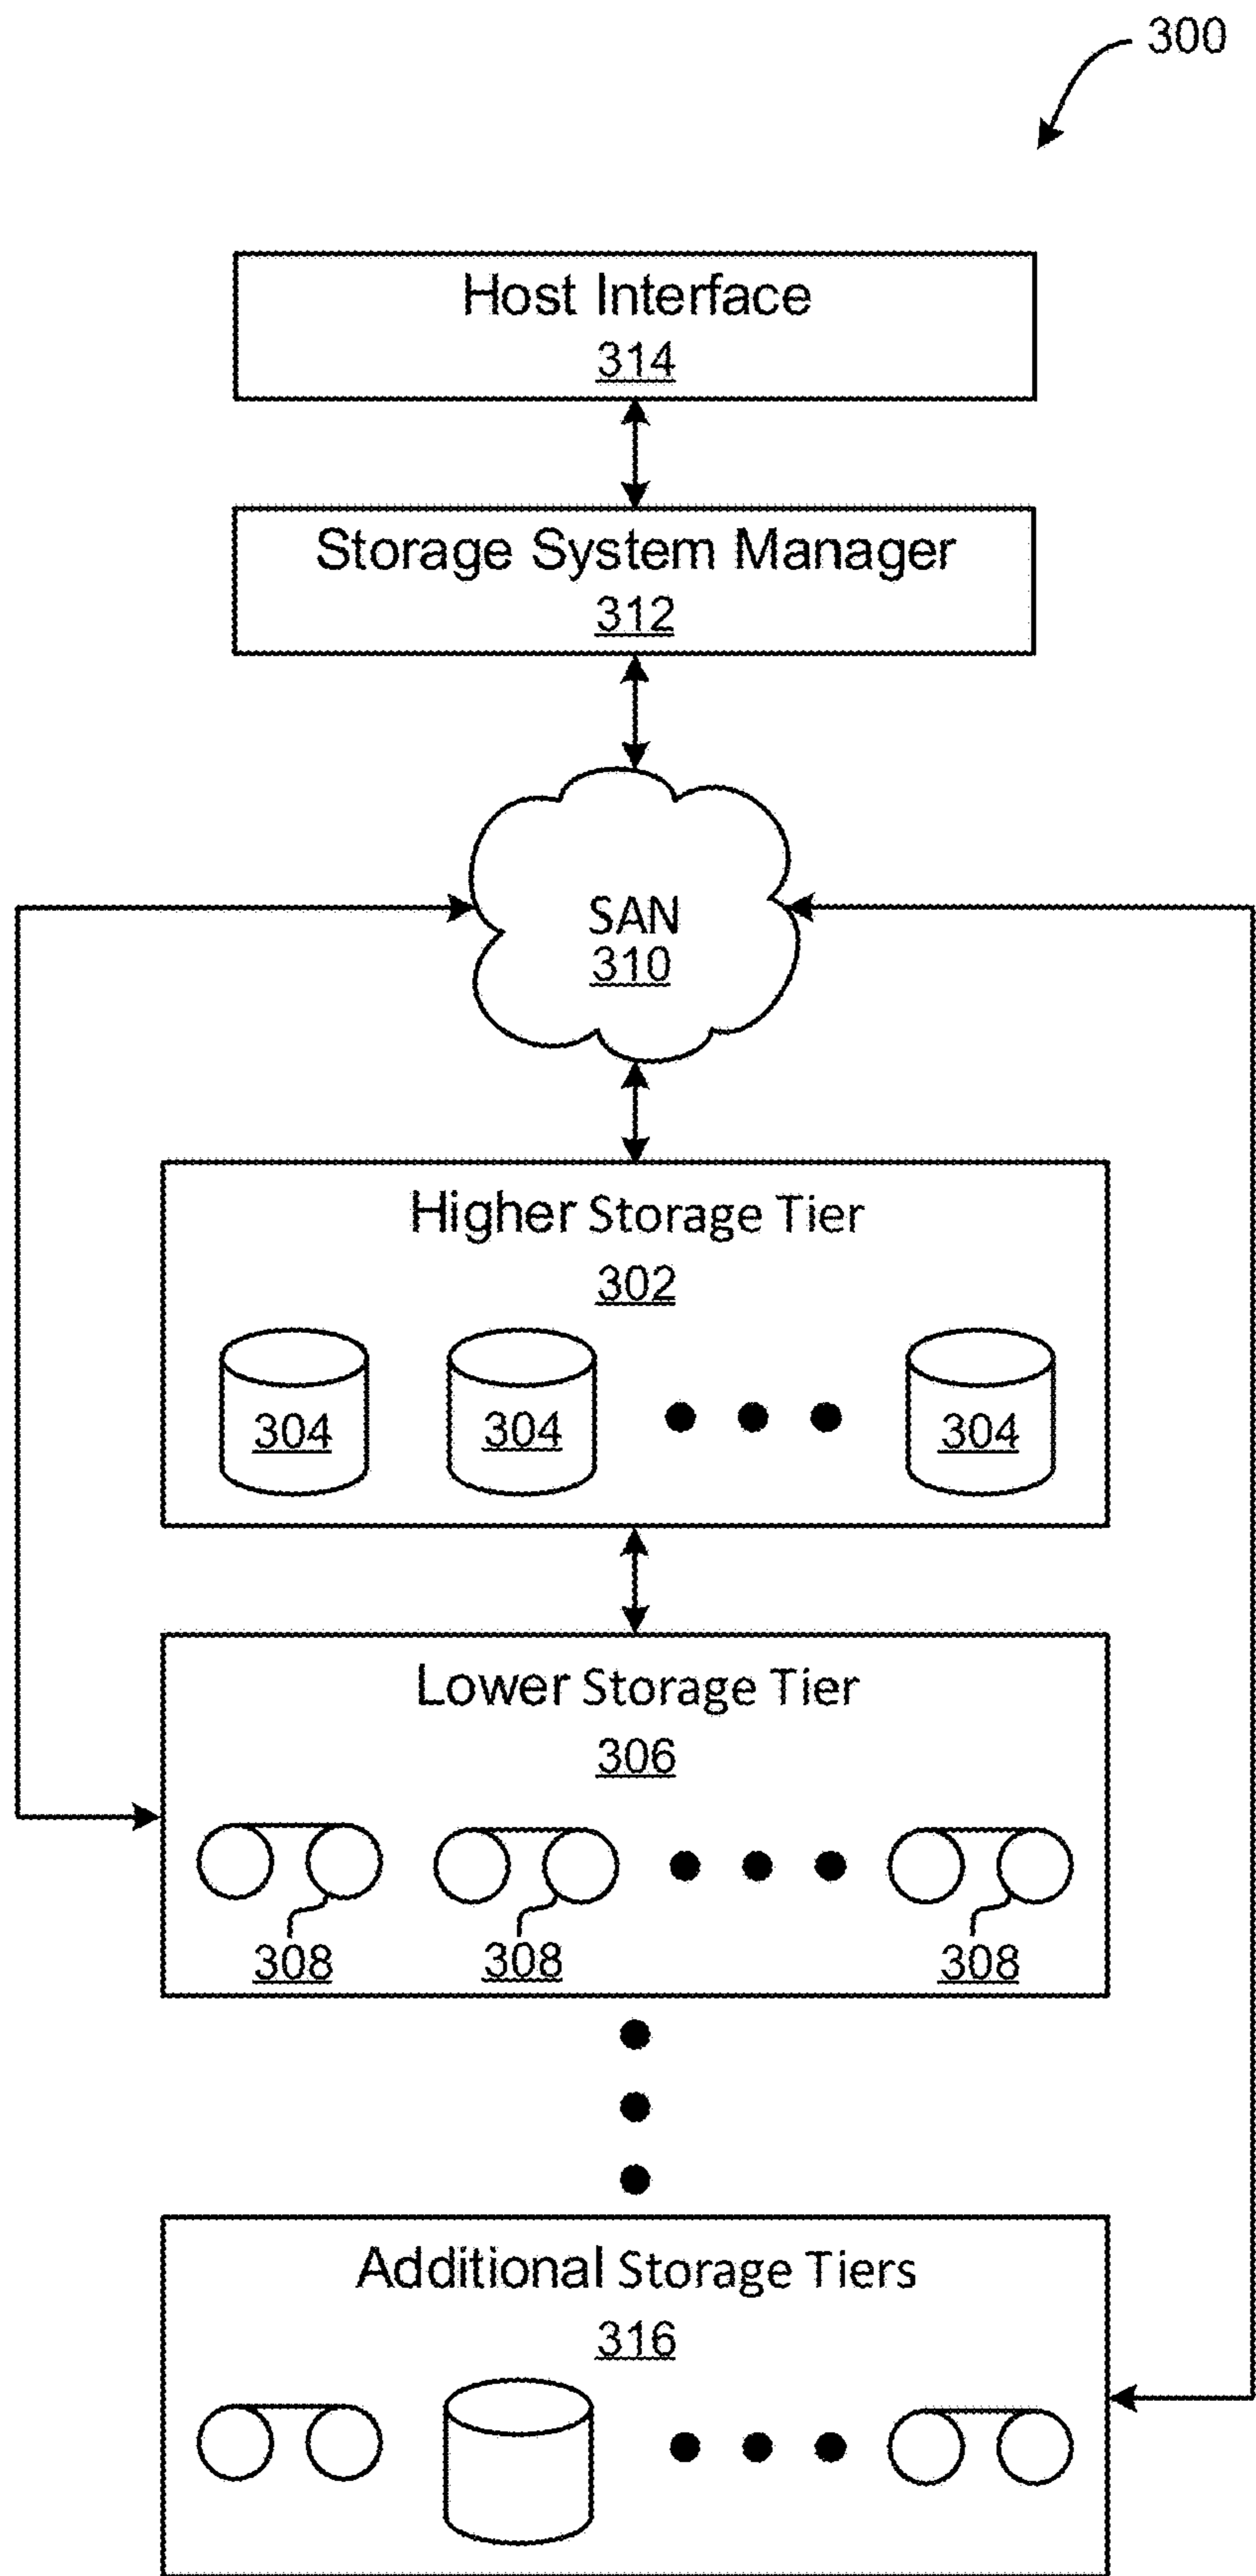 300
Host Interface
314
Storage System Manager
312
SAN
310
Higher Storage Tier
302
304 304 304
Lower Storage Tier
306
308 308 308
Additional Storage Tiers
316